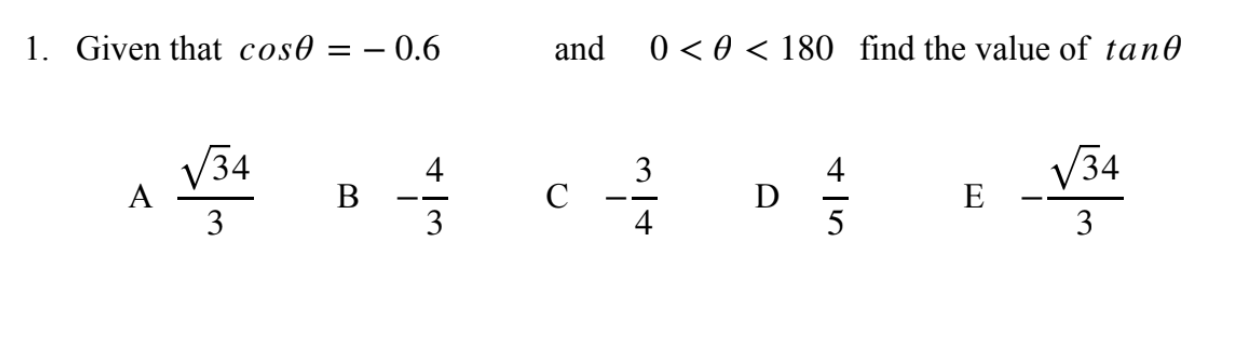 1. Given that cosθ = − 0.6 and 0 < θ < 180 find the value of tanθ
A √34/3 B −4/3 C −3/4 D 4/5 E −√34/3